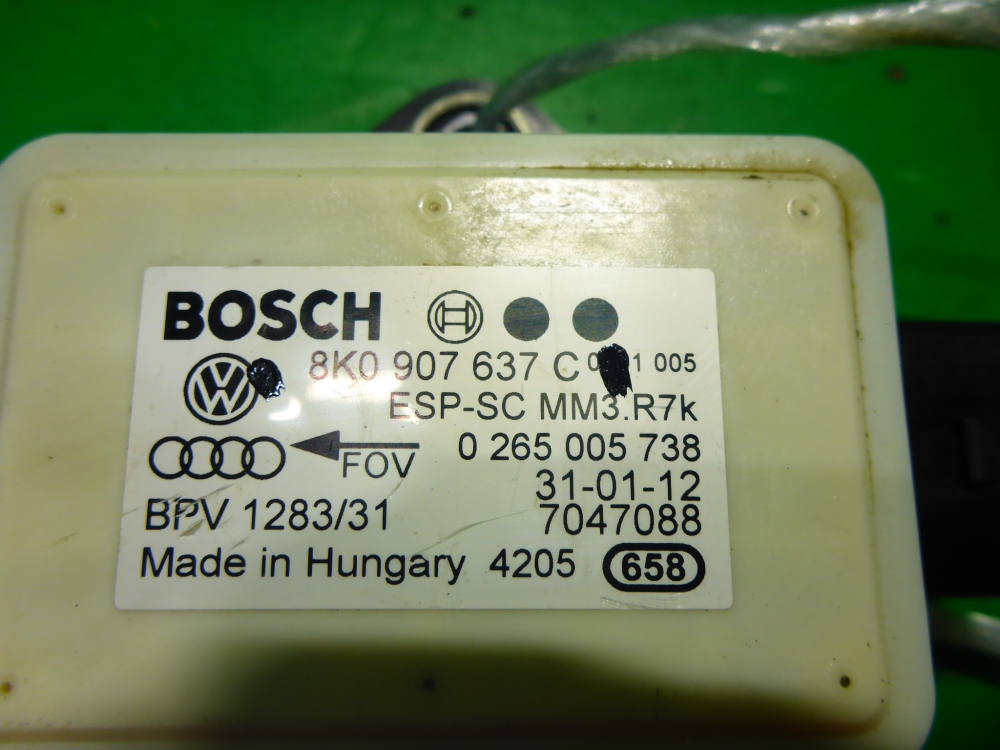 BOSCH
8K0 907 637 C 005
ESP-SC MM3.R7k
0 265 005 738
FOV
31-01-12
BPV 1283/31
7047088
Made in Hungary 4205 658